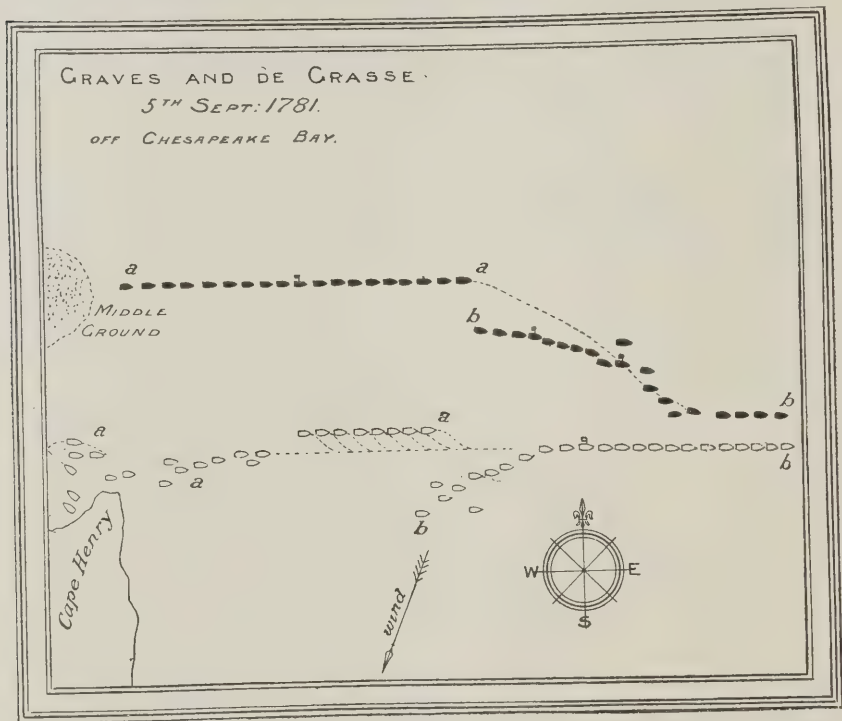 GRAVES AND DE GRASSE.
5TH SEPT: 1781.
OFF CHESAPEAKE BAY.
a
a
MIDDLE
GROUND
b
b
a
a
a
b
b
Cape Henry
wind
W
E
S